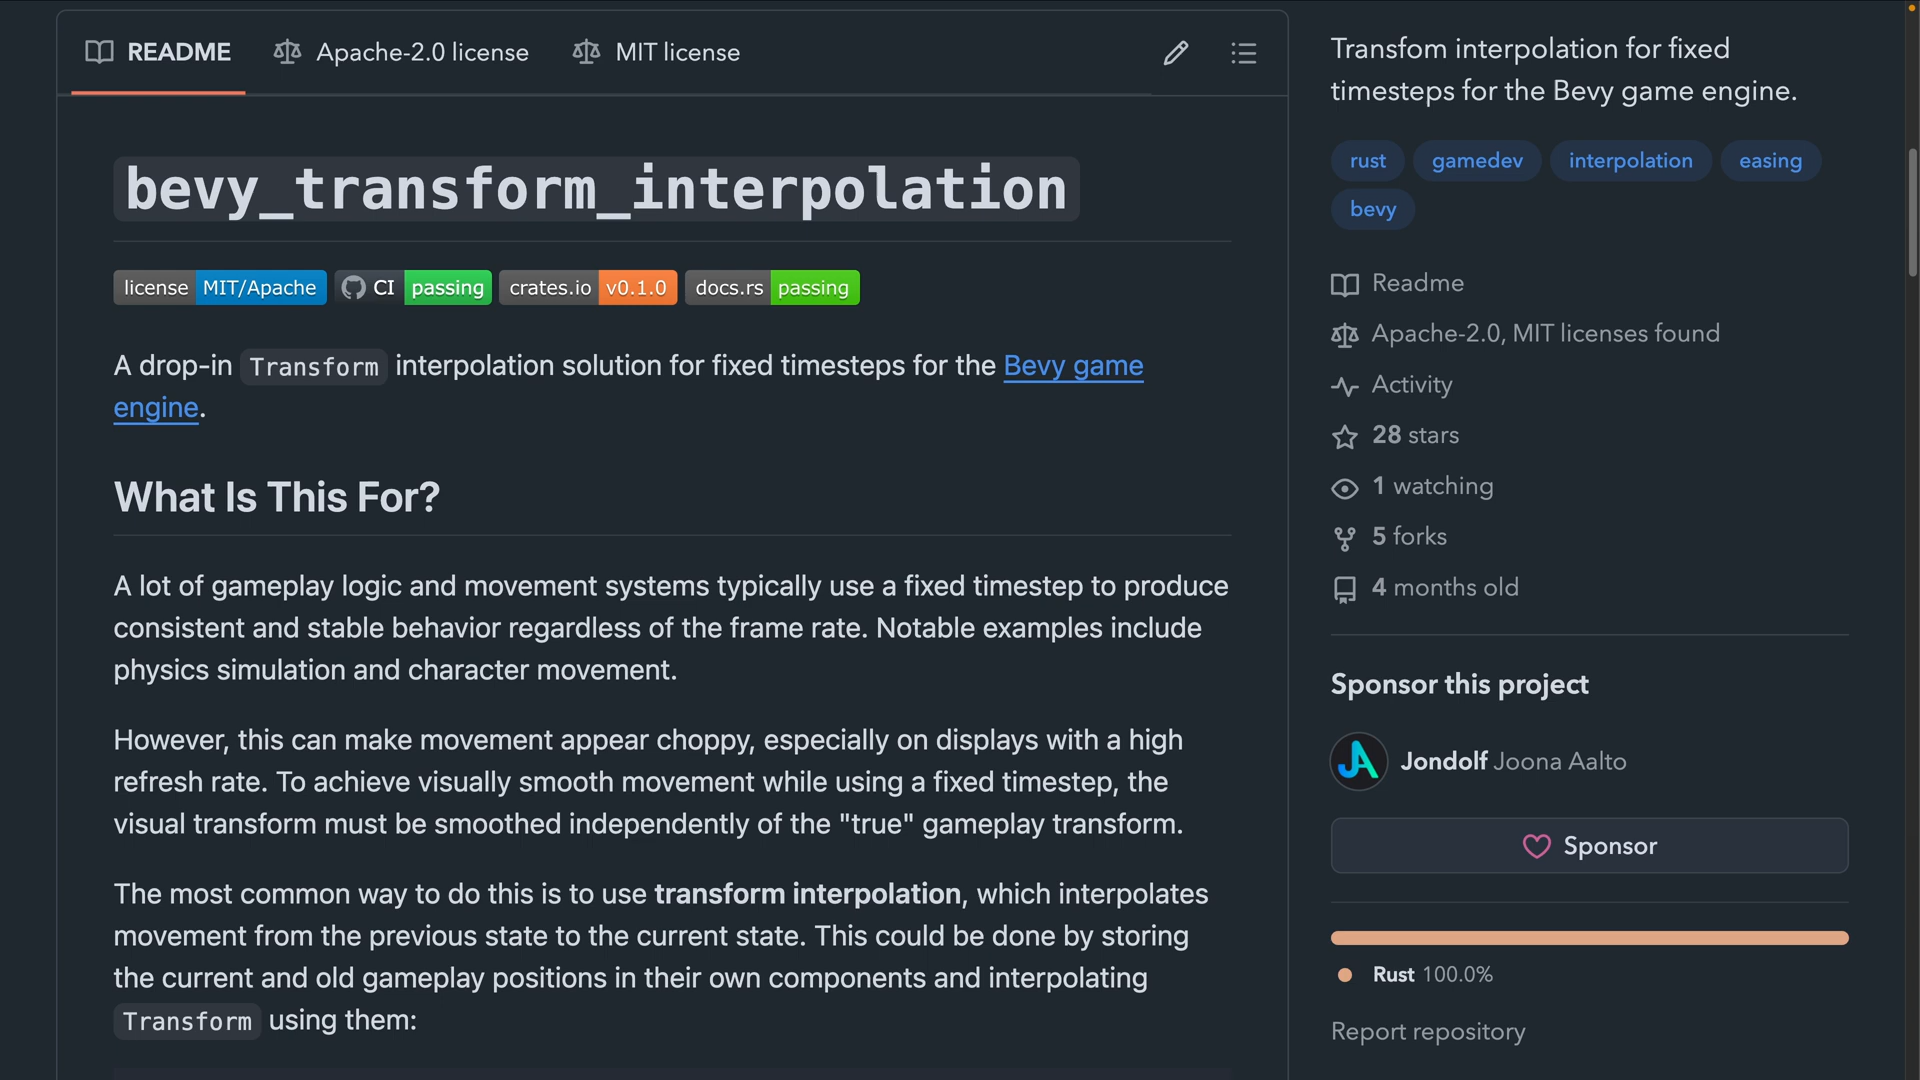 README
Apache-2.0 license
MIT license
bevy_transform_interpolation
license MIT/Apache
CI passing
crates.io v0.1.0
docs.rs passing
A drop-in Transform interpolation solution for fixed timesteps for the Bevy game
engine.
What Is This For?
A lot of gameplay logic and movement systems typically use a fixed timestep to produce
consistent and stable behavior regardless of the frame rate. Notable examples include
physics simulation and character movement.
However, this can make movement appear choppy, especially on displays with a high
refresh rate. To achieve visually smooth movement while using a fixed timestep, the
visual transform must be smoothed independently of the "true" gameplay transform.
The most common way to do this is to use transform interpolation, which interpolates
movement from the previous state to the current state. This could be done by storing
the current and old gameplay positions in their own components and interpolating
Transform using them:
Transfom interpolation for fixed
timesteps for the Bevy game engine.
rust gamedev interpolation easing
bevy
Readme
Apache-2.0, MIT licenses found
Activity
28 stars
1 watching
5 forks
4 months old
Sponsor this project
JA
Jondolf Joona Aalto
Sponsor
Rust 100.0%
Report repository